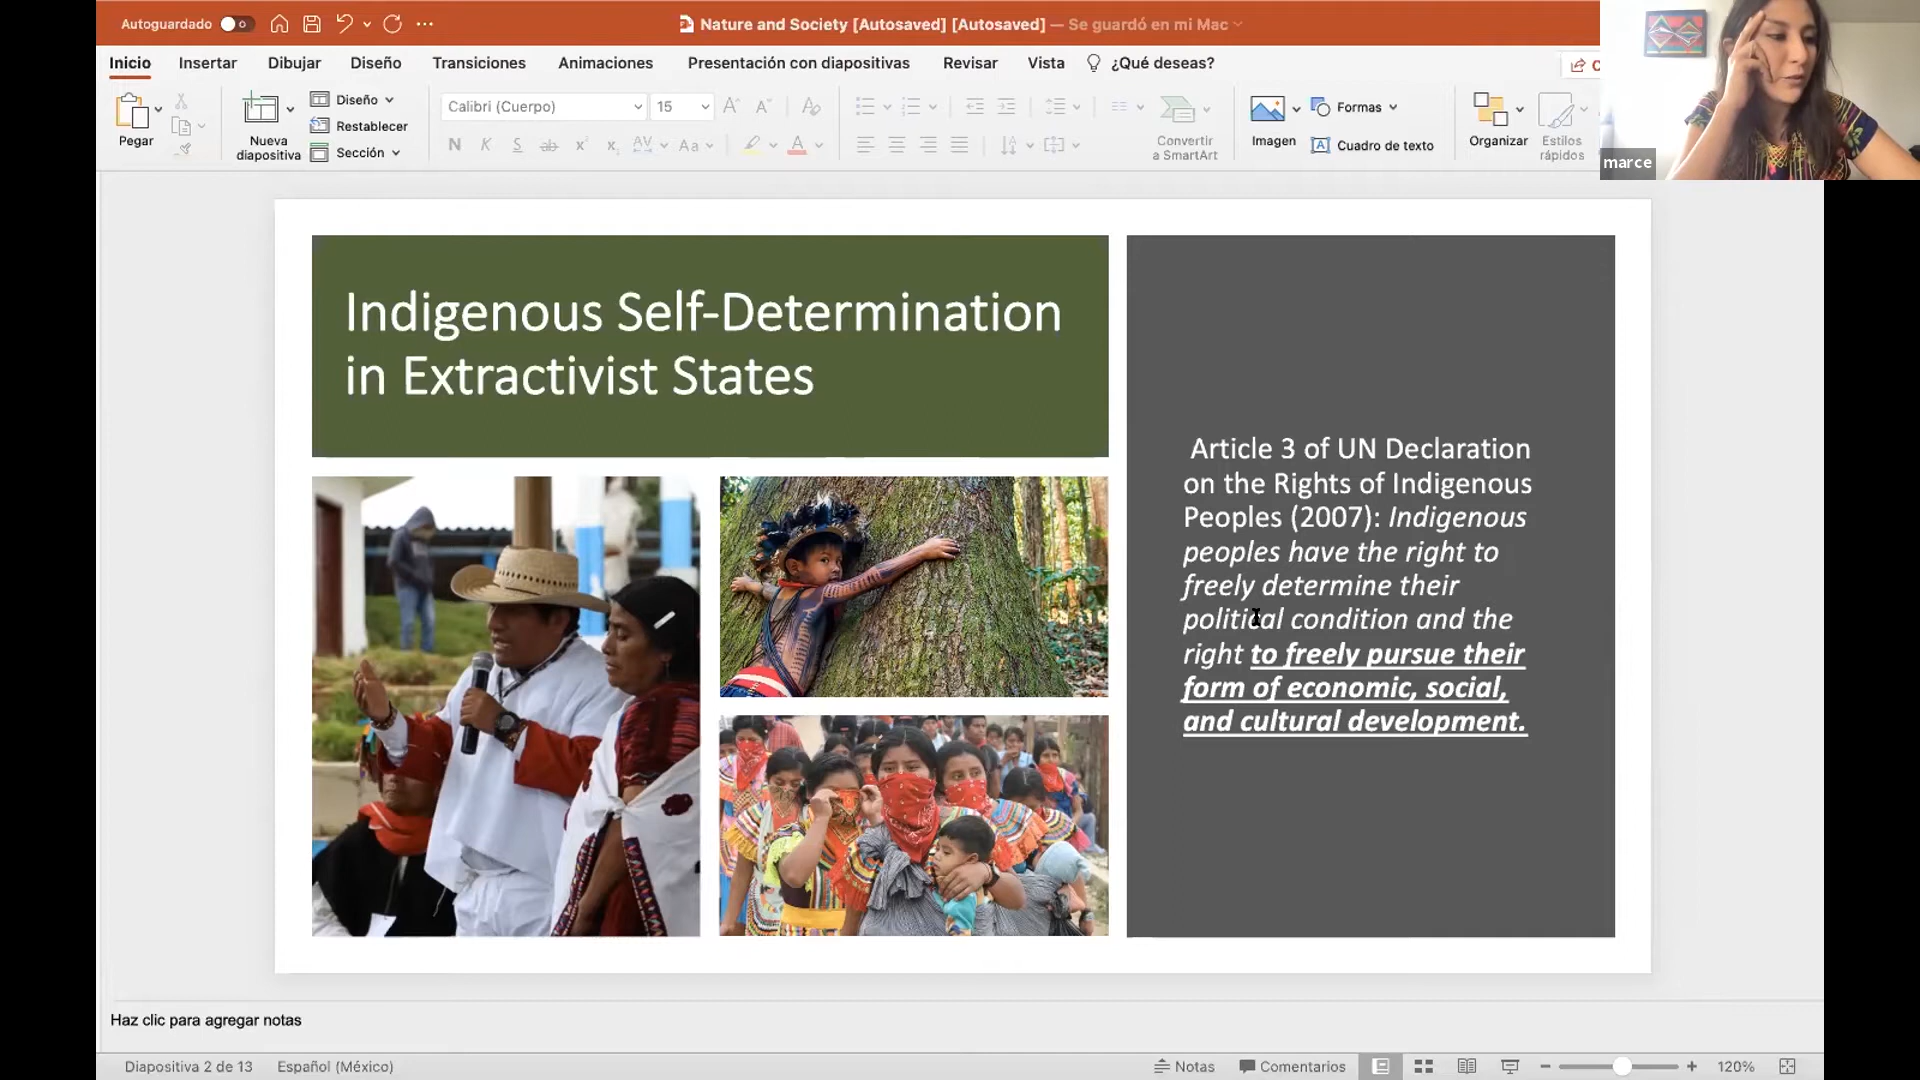 Autoguardado
Nature and Society [Autosaved] [Autosaved] — Se guardó en mi Mac
Inicio Insertar Dibujar Diseño Transiciones Animaciones Presentación con diapositivas Revisar Vista ¿Qué deseas?
Pegar
Nueva diapositiva
Diseño
Restablecer
Sección
Calibri (Cuerpo) 15
N K S ab x² x₂ AV Aa A
Convertir a SmartArt
Imagen
Formas
Cuadro de texto
Organizar
Estilos rápidos
marce
Indigenous Self-Determination
in Extractivist States
Article 3 of UN Declaration
on the Rights of Indigenous
Peoples (2007): Indigenous
peoples have the right to
freely determine their
political condition and the
right to freely pursue their
form of economic, social,
and cultural development.
Haz clic para agregar notas
Diapositiva 2 de 13 Español (México) Notas Comentarios 120%